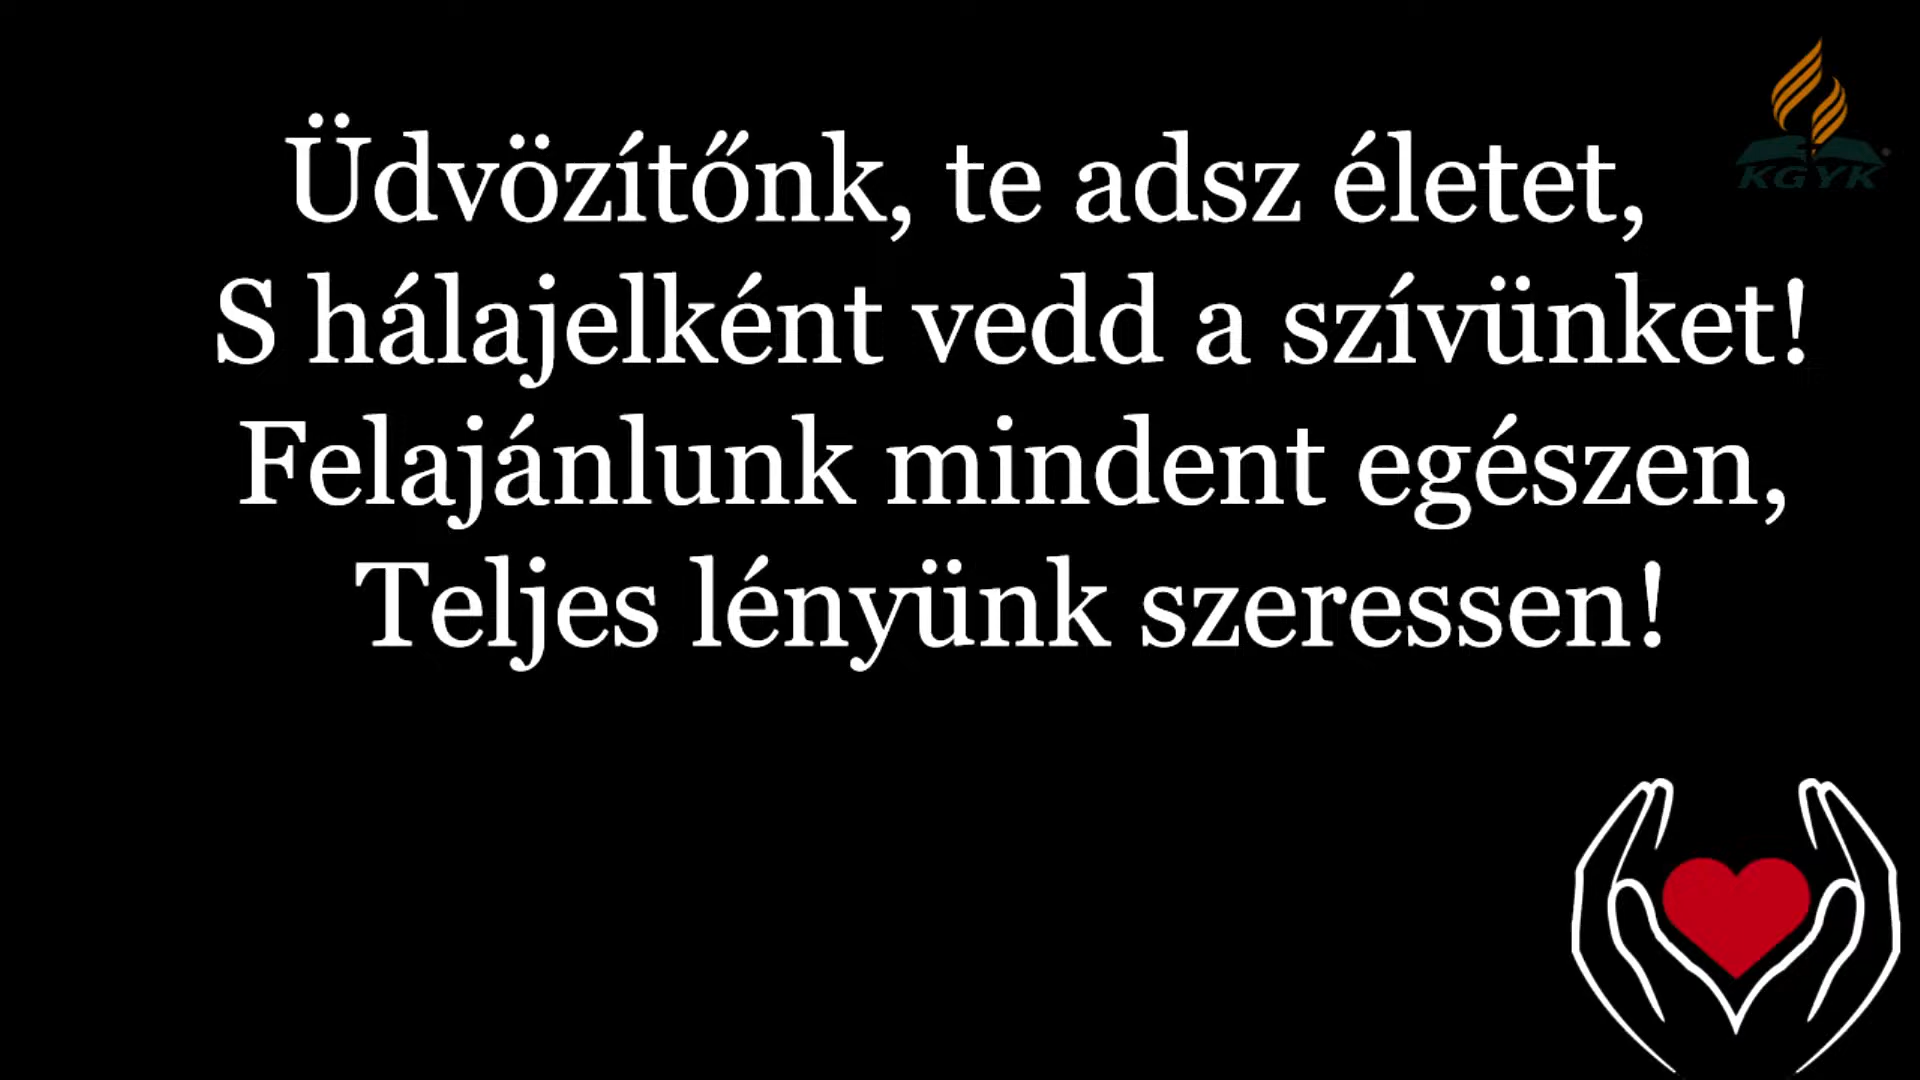 KGYK
Üdvözítőnk, te adsz életet,
S hálajelként vedd a szívünket!
Felajánlunk mindent egészen,
Teljes lényünk szeressen!